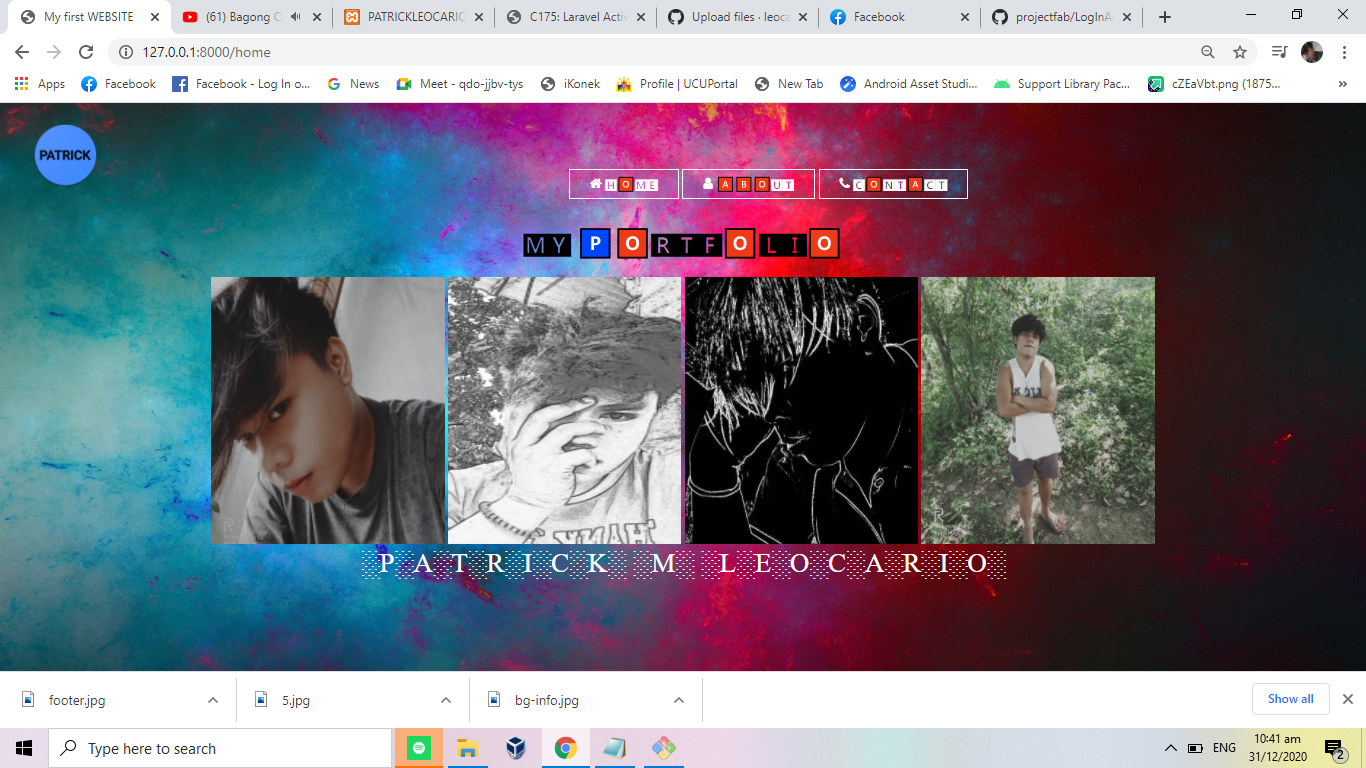 My first WEBSITE
(61) Bagong C
PATRICKLEOCARIC
C175: Laravel Activ
Upload files · leoca
Facebook
projectfab/LogInA
127.0.0.1:8000/home
Apps
Facebook
Facebook - Log In o...
News
Meet - qdo-jjbv-tys
iKonek
Profile | UCUPortal
New Tab
Android Asset Studi...
Support Library Pac...
cZEaVbt.png (1875...
»
PATRICK
HOME
ABOUT
CONTACT
MY PORTFOLIO
PATRICK M LEOCARIO
footer.jpg
5.jpg
bg-info.jpg
Show all
Type here to search
ENG
10:41 am
31/12/2020
2